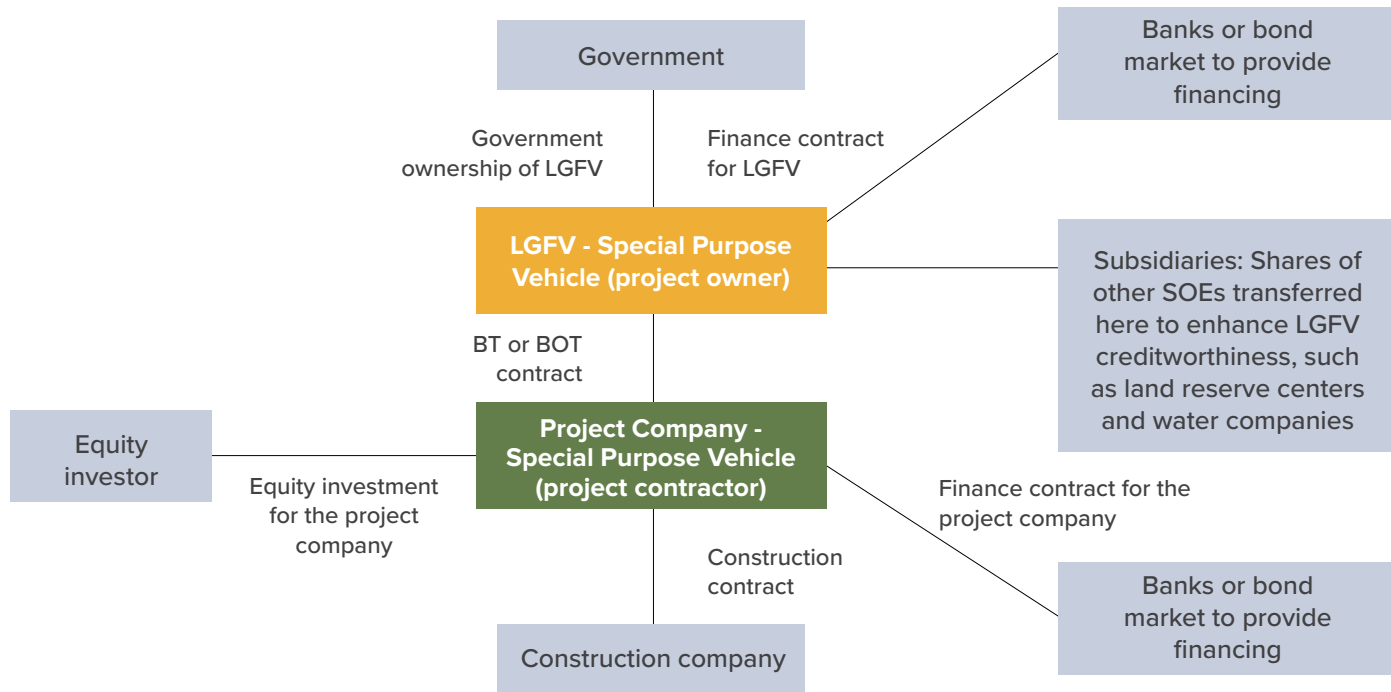 Government
Banks or bond
market to provide
financing
Government
ownership of LGFV
Finance contract
for LGFV
LGFV - Special Purpose
Vehicle (project owner)
Subsidiaries: Shares of
other SOEs transferred
here to enhance LGFV
creditworthiness, such
as land reserve centers
and water companies
BT or BOT
contract
Project Company -
Special Purpose Vehicle
(project contractor)
Equity
investor
Equity investment
for the project
company
Finance contract for the
project company
Construction
contract
Banks or bond
market to provide
financing
Construction company